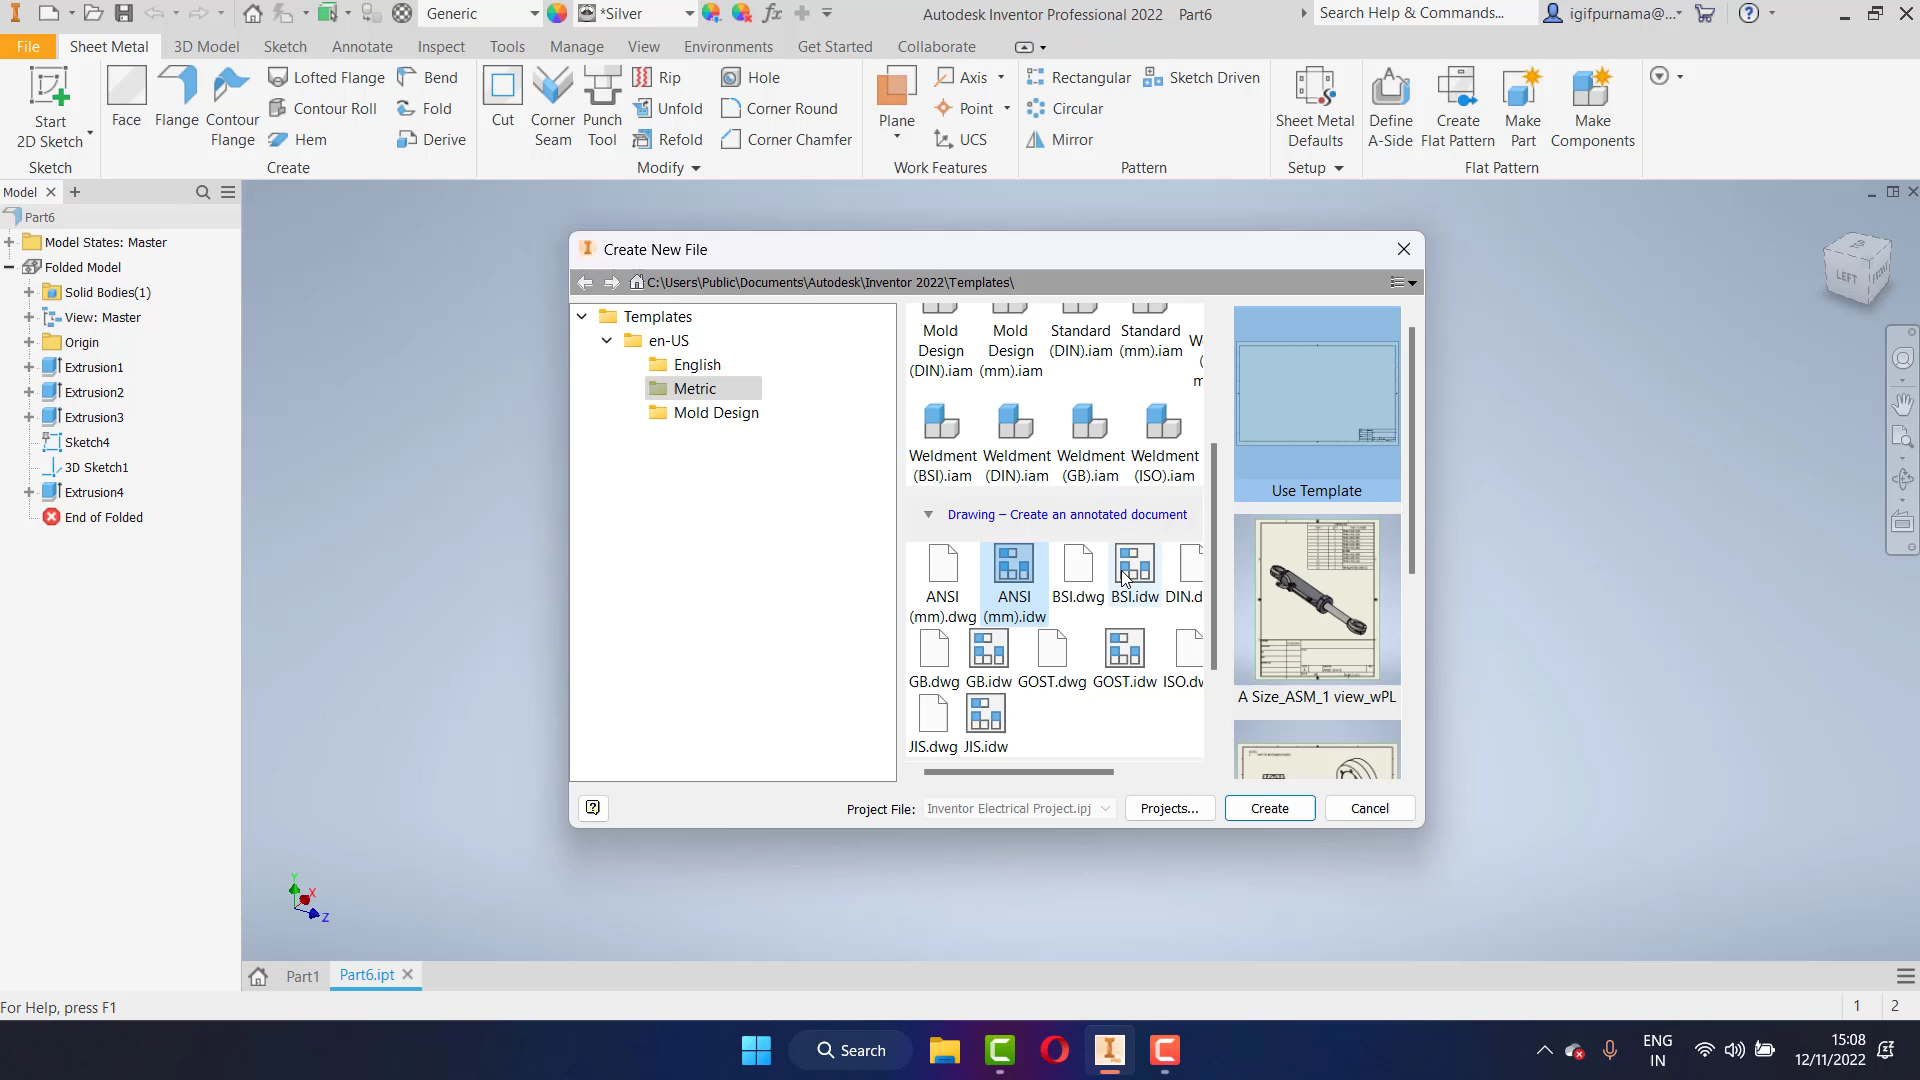 Generic
*Silver
Autodesk Inventor Professional 2022 Part6
Search Help & Commands...
igifpurnama@...
File
Sheet Metal
3D Model
Sketch
Annotate
Inspect
Tools
Manage
View
Environments
Get Started
Collaborate
Start
2D Sketch
Face
Flange
Contour
Flange
Lofted Flange
Contour Roll
Hem
Bend
Fold
Derive
Cut
Corner
Seam
Punch
Tool
Rip
Unfold
Refold
Hole
Corner Round
Corner Chamfer
Plane
Axis
Point
UCS
Rectangular
Circular
Mirror
Sketch Driven
Sheet Metal
Defaults
Define
A-Side
Create
Flat Pattern
Make
Part
Make
Components
Sketch
Create
Modify
Work Features
Pattern
Setup
Flat Pattern
Model
Part6
Model States: Master
Folded Model
Solid Bodies(1)
View: Master
Origin
Extrusion1
Extrusion2
Extrusion3
Sketch4
3D Sketch1
Extrusion4
End of Folded
LEFT
FRONT
Create New File
C:\Users\Public\Documents\Autodesk\Inventor 2022\Templates\
Templates
en-US
English
Metric
Mold Design
Mold
Design
(DIN).iam
Mold
Design
(mm).iam
Standard
(DIN).iam
Standard
(mm).iam
Weldment
(BSI).iam
Weldment
(DIN).iam
Weldment
(GB).iam
Weldment
(ISO).iam
Drawing – Create an annotated document
ANSI
(mm).dwg
ANSI
(mm).idw
BSI.dwg
BSI.idw
DIN.d
GB.dwg
GB.idw
GOST.dwg
GOST.idw
ISO.dw
JIS.dwg
JIS.idw
Use Template
A Size_ASM_1 view_wPL
Project File:
Inventor Electrical Project.ipj
Projects...
Create
Cancel
Y
X
Z
Part1
Part6.ipt
For Help, press F1
1
2
Search
ENG
IN
15:08
12/11/2022